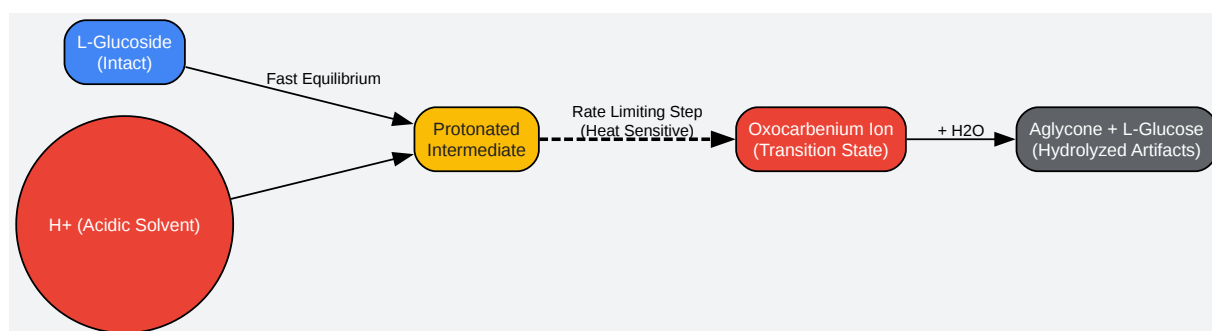 L-Glucoside
(Intact)
Fast Equilibrium
H+ (Acidic Solvent)
Protonated
Intermediate
Rate Limiting Step
(Heat Sensitive)
Oxocarbenium Ion
(Transition State)
+ H2O
Aglycone + L-Glucose
(Hydrolyzed Artifacts)